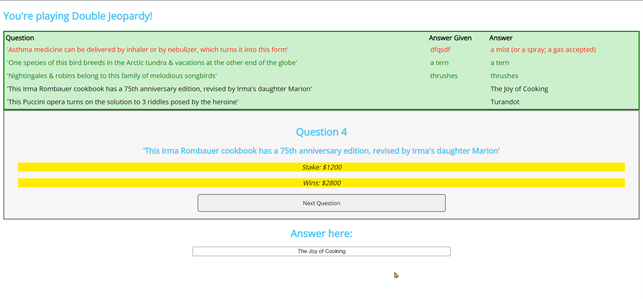 You're playing Double Jeopardy!
Question Answer Given Answer
'Asthma medicine can be delivered by inhaler or by nebulizer, which turns it into this form' dfqsdf a mist (or a spray; a gas accepted)
'One species of this bird breeds in the Arctic tundra & vacations at the other end of the globe' a tern a tern
'Nightingales & robins belong to this family of melodious songbirds' thrushes thrushes
'This Irma Rombauer cookbook has a 75th anniversary edition, revised by Irma's daughter Marion' The Joy of Cooking
'This Puccini opera turns on the solution to 3 riddles posed by the heroine' Turandot
Question 4
'This Irma Rombauer cookbook has a 75th anniversary edition, revised by Irma's daughter Marion'
Stake: $1200
Wins: $2800
Next Question
Answer here:
The Joy of Cooking